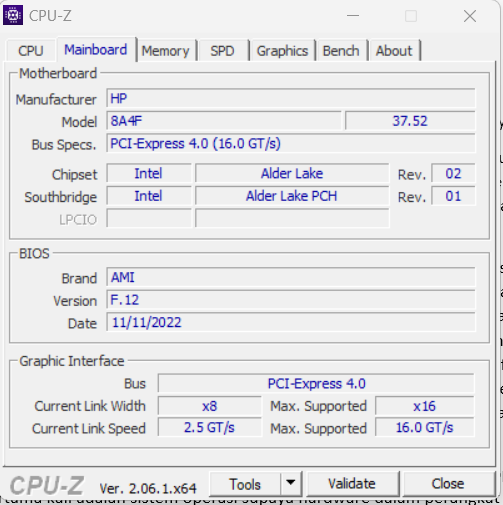 CPU-Z
CPU Mainboard Memory SPD Graphics Bench About
Motherboard
Manufacturer HP
Model 8A4F 37.52
Bus Specs. PCI-Express 4.0 (16.0 GT/s)
Chipset Intel Alder Lake Rev. 02
Southbridge Intel Alder Lake PCH Rev. 01
LPCIO
BIOS
Brand AMI
Version F.12
Date 11/11/2022
Graphic Interface
Bus PCI-Express 4.0
Current Link Width x8 Max. Supported x16
Current Link Speed 2.5 GT/s Max. Supported 16.0 GT/s
CPU-Z Ver. 2.06.1.x64 Tools Validate Close
kali adalah sistem operasi supaya hardware dalam perangkat